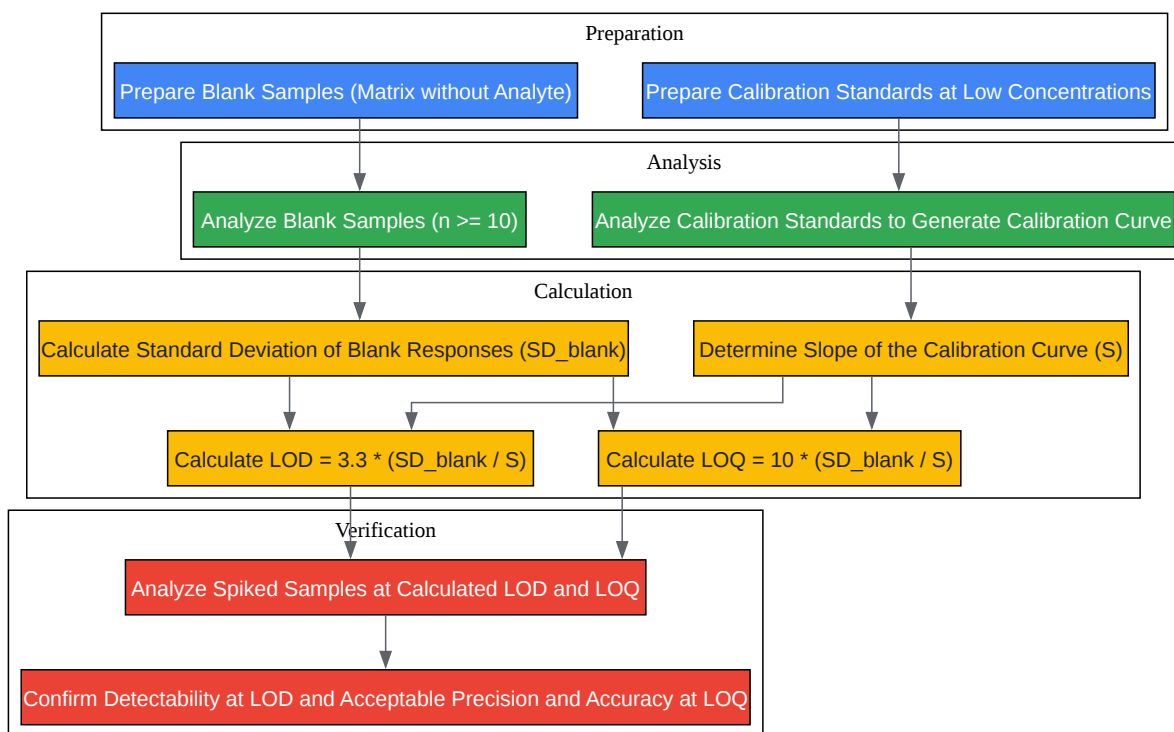 Preparation
Prepare Blank Samples (Matrix without Analyte)
Prepare Calibration Standards at Low Concentrations
Analysis
Analyze Blank Samples (n >= 10)
Analyze Calibration Standards to Generate Calibration Curve
Calculation
Calculate Standard Deviation of Blank Responses (SD_blank)
Determine Slope of the Calibration Curve (S)
Calculate LOD = 3.3 * (SD_blank / S)
Calculate LOQ = 10 * (SD_blank / S)
Verification
Analyze Spiked Samples at Calculated LOD and LOQ
Confirm Detectability at LOD and Acceptable Precision and Accuracy at LOQ